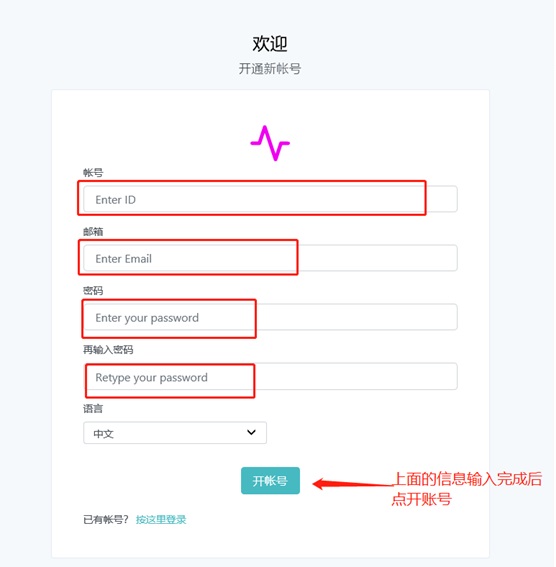 欢迎
开通新帐号
帐号
Enter ID
邮箱
Enter Email
密码
Enter your password
再输入密码
Retype your password
语言
中文
开帐号
上面的信息输入完成后
点开账号
已有帐号? 按这里登录